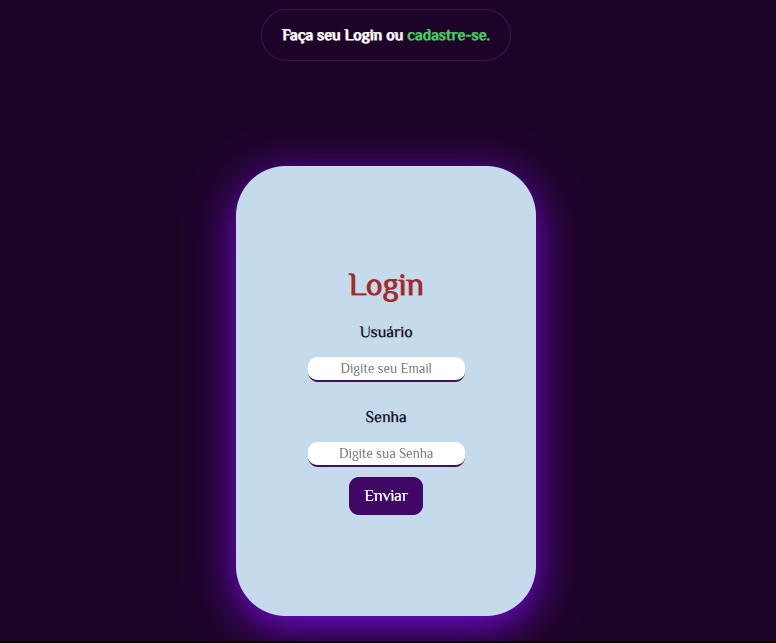 Faça seu Login ou cadastre-se.
Login
Usuário
Digite seu Email
Senha
Digite sua Senha
Enviar